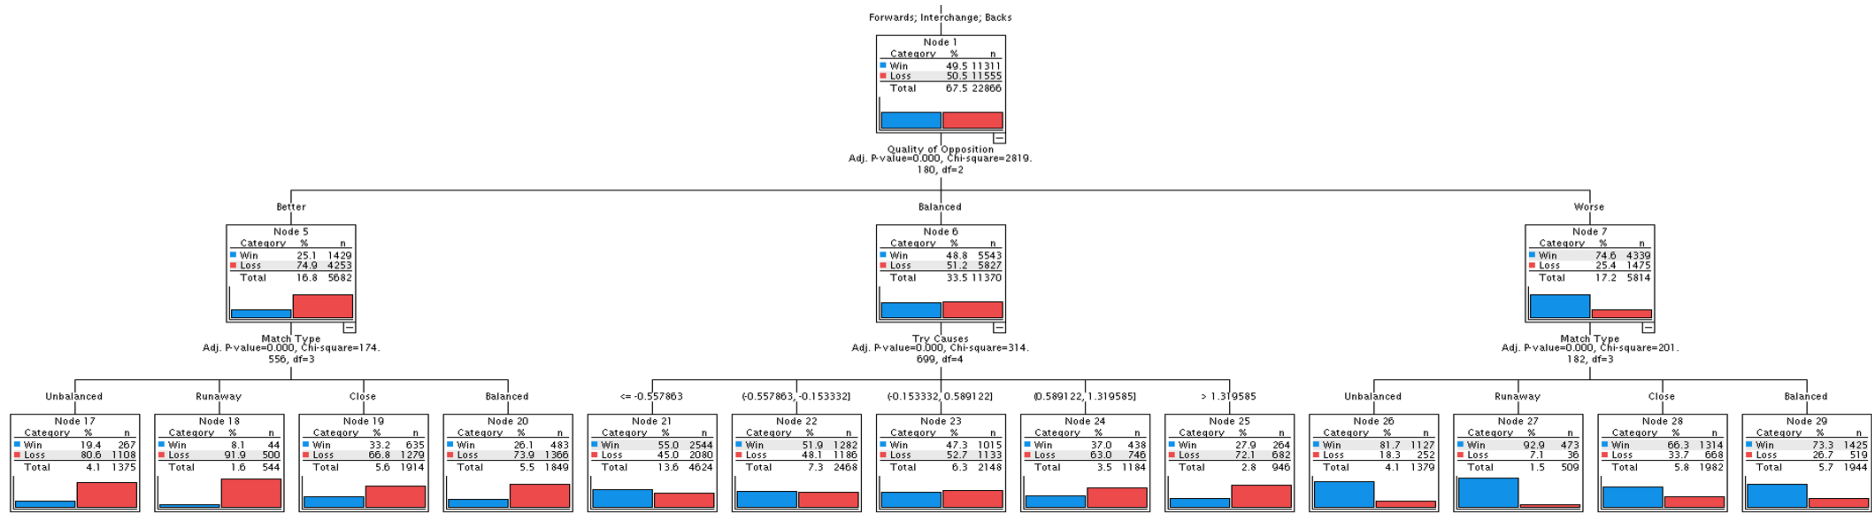 Forwards; Interchange; Backs
Node 1
Category % n
Win 49.5 11311
Loss 50.5 11555
Total 67.5 22866
Quality of Opposition
Adj. P-value=0.000, Chi-square=2819.
180, df=2
Better
Balanced
Worse
Node 5
Category % n
Win 25.1 1429
Loss 74.9 4253
Total 16.8 5682
Match Type
Adj. P-value=0.000, Chi-square=174.
556, df=3
Node 6
Category % n
Win 48.8 5543
Loss 51.2 5827
Total 33.5 11370
Try Causes
Adj. P-value=0.000, Chi-square=314.
699, df=4
Node 7
Category % n
Win 74.6 4339
Loss 25.4 1475
Total 17.2 5814
Match Type
Adj. P-value=0.000, Chi-square=201.
182, df=3
Unbalanced
Node 17
Category % n
Win 19.4 267
Loss 80.6 1108
Total 4.1 1375
Runaway
Node 18
Category % n
Win 8.1 44
Loss 91.9 500
Total 1.6 544
Close
Node 19
Category % n
Win 33.2 635
Loss 66.8 1279
Total 5.6 1914
Balanced
Node 20
Category % n
Win 26.1 483
Loss 73.9 1366
Total 5.5 1849
<= -0.557863
Node 21
Category % n
Win 55.0 2544
Loss 45.0 2080
Total 13.6 4624
(-0.557863, -0.153332]
Node 22
Category % n
Win 51.9 1282
Loss 48.1 1186
Total 7.3 2468
(-0.153332, 0.589122]
Node 23
Category % n
Win 47.3 1015
Loss 52.7 1133
Total 6.3 2148
(0.589122, 1.319585]
Node 24
Category % n
Win 37.0 438
Loss 63.0 746
Total 3.5 1184
> 1.319585
Node 25
Category % n
Win 27.9 264
Loss 72.1 682
Total 2.8 946
Unbalanced
Node 26
Category % n
Win 81.7 1127
Loss 18.3 252
Total 4.1 1379
Runaway
Node 27
Category % n
Win 92.9 473
Loss 7.1 36
Total 1.5 509
Close
Node 28
Category % n
Win 66.3 1314
Loss 33.7 668
Total 5.8 1982
Balanced
Node 29
Category % n
Win 73.3 1425
Loss 26.7 519
Total 5.7 1944